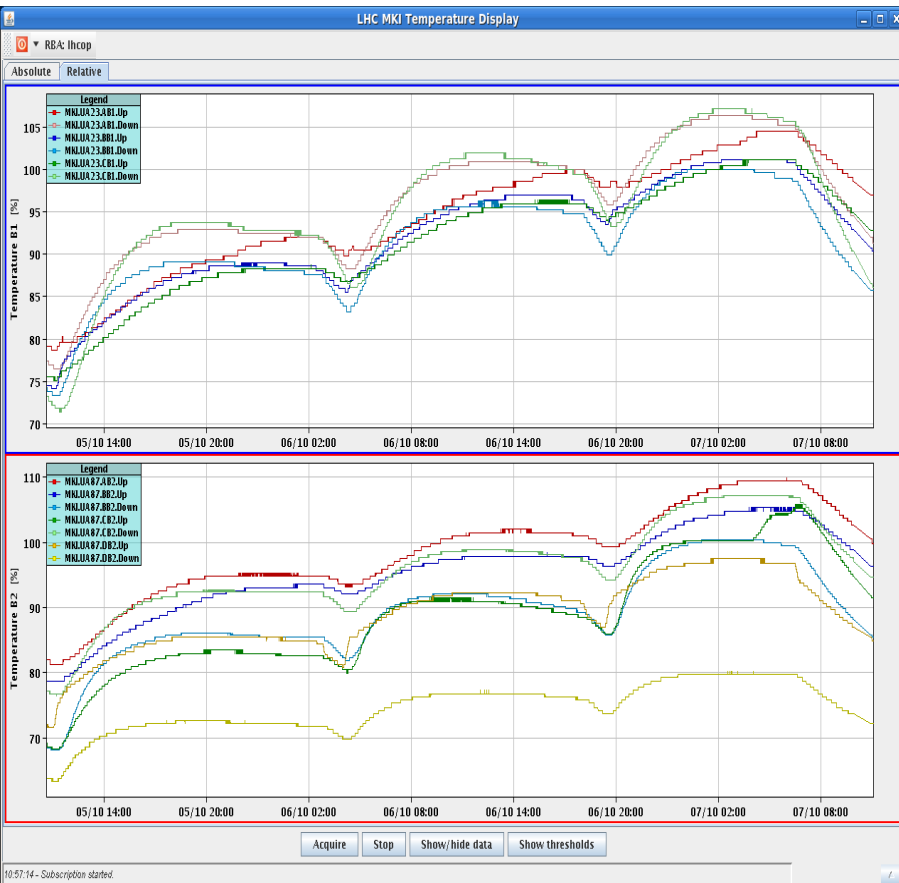 LHC MKI Temperature Display
RBA: lhcop
Absolute
Relative
Legend
MKI.UA23.AB1.Up
MKI.UA23.AB1.Down
MKI.UA23.BB1.Up
MKI.UA23.BB1.Down
MKI.UA23.CB1.Up
MKI.UA23.CB1.Down
Temperature B1 [%]
105
100
95
90
85
80
75
70
05/10 14:00
05/10 20:00
06/10 02:00
06/10 08:00
06/10 14:00
06/10 20:00
07/10 02:00
07/10 08:00
Legend
MKI.UA87.AB2.Up
MKI.UA87.BB2.Up
MKI.UA87.BB2.Down
MKI.UA87.CB2.Up
MKI.UA87.CB2.Down
MKI.UA87.DB2.Up
MKI.UA87.DB2.Down
Temperature B2 [%]
110
100
90
80
70
05/10 14:00
05/10 20:00
06/10 02:00
06/10 08:00
06/10 14:00
06/10 20:00
07/10 02:00
07/10 08:00
Acquire
Stop
Show/hide data
Show thresholds
10:57:14 - Subscription started.